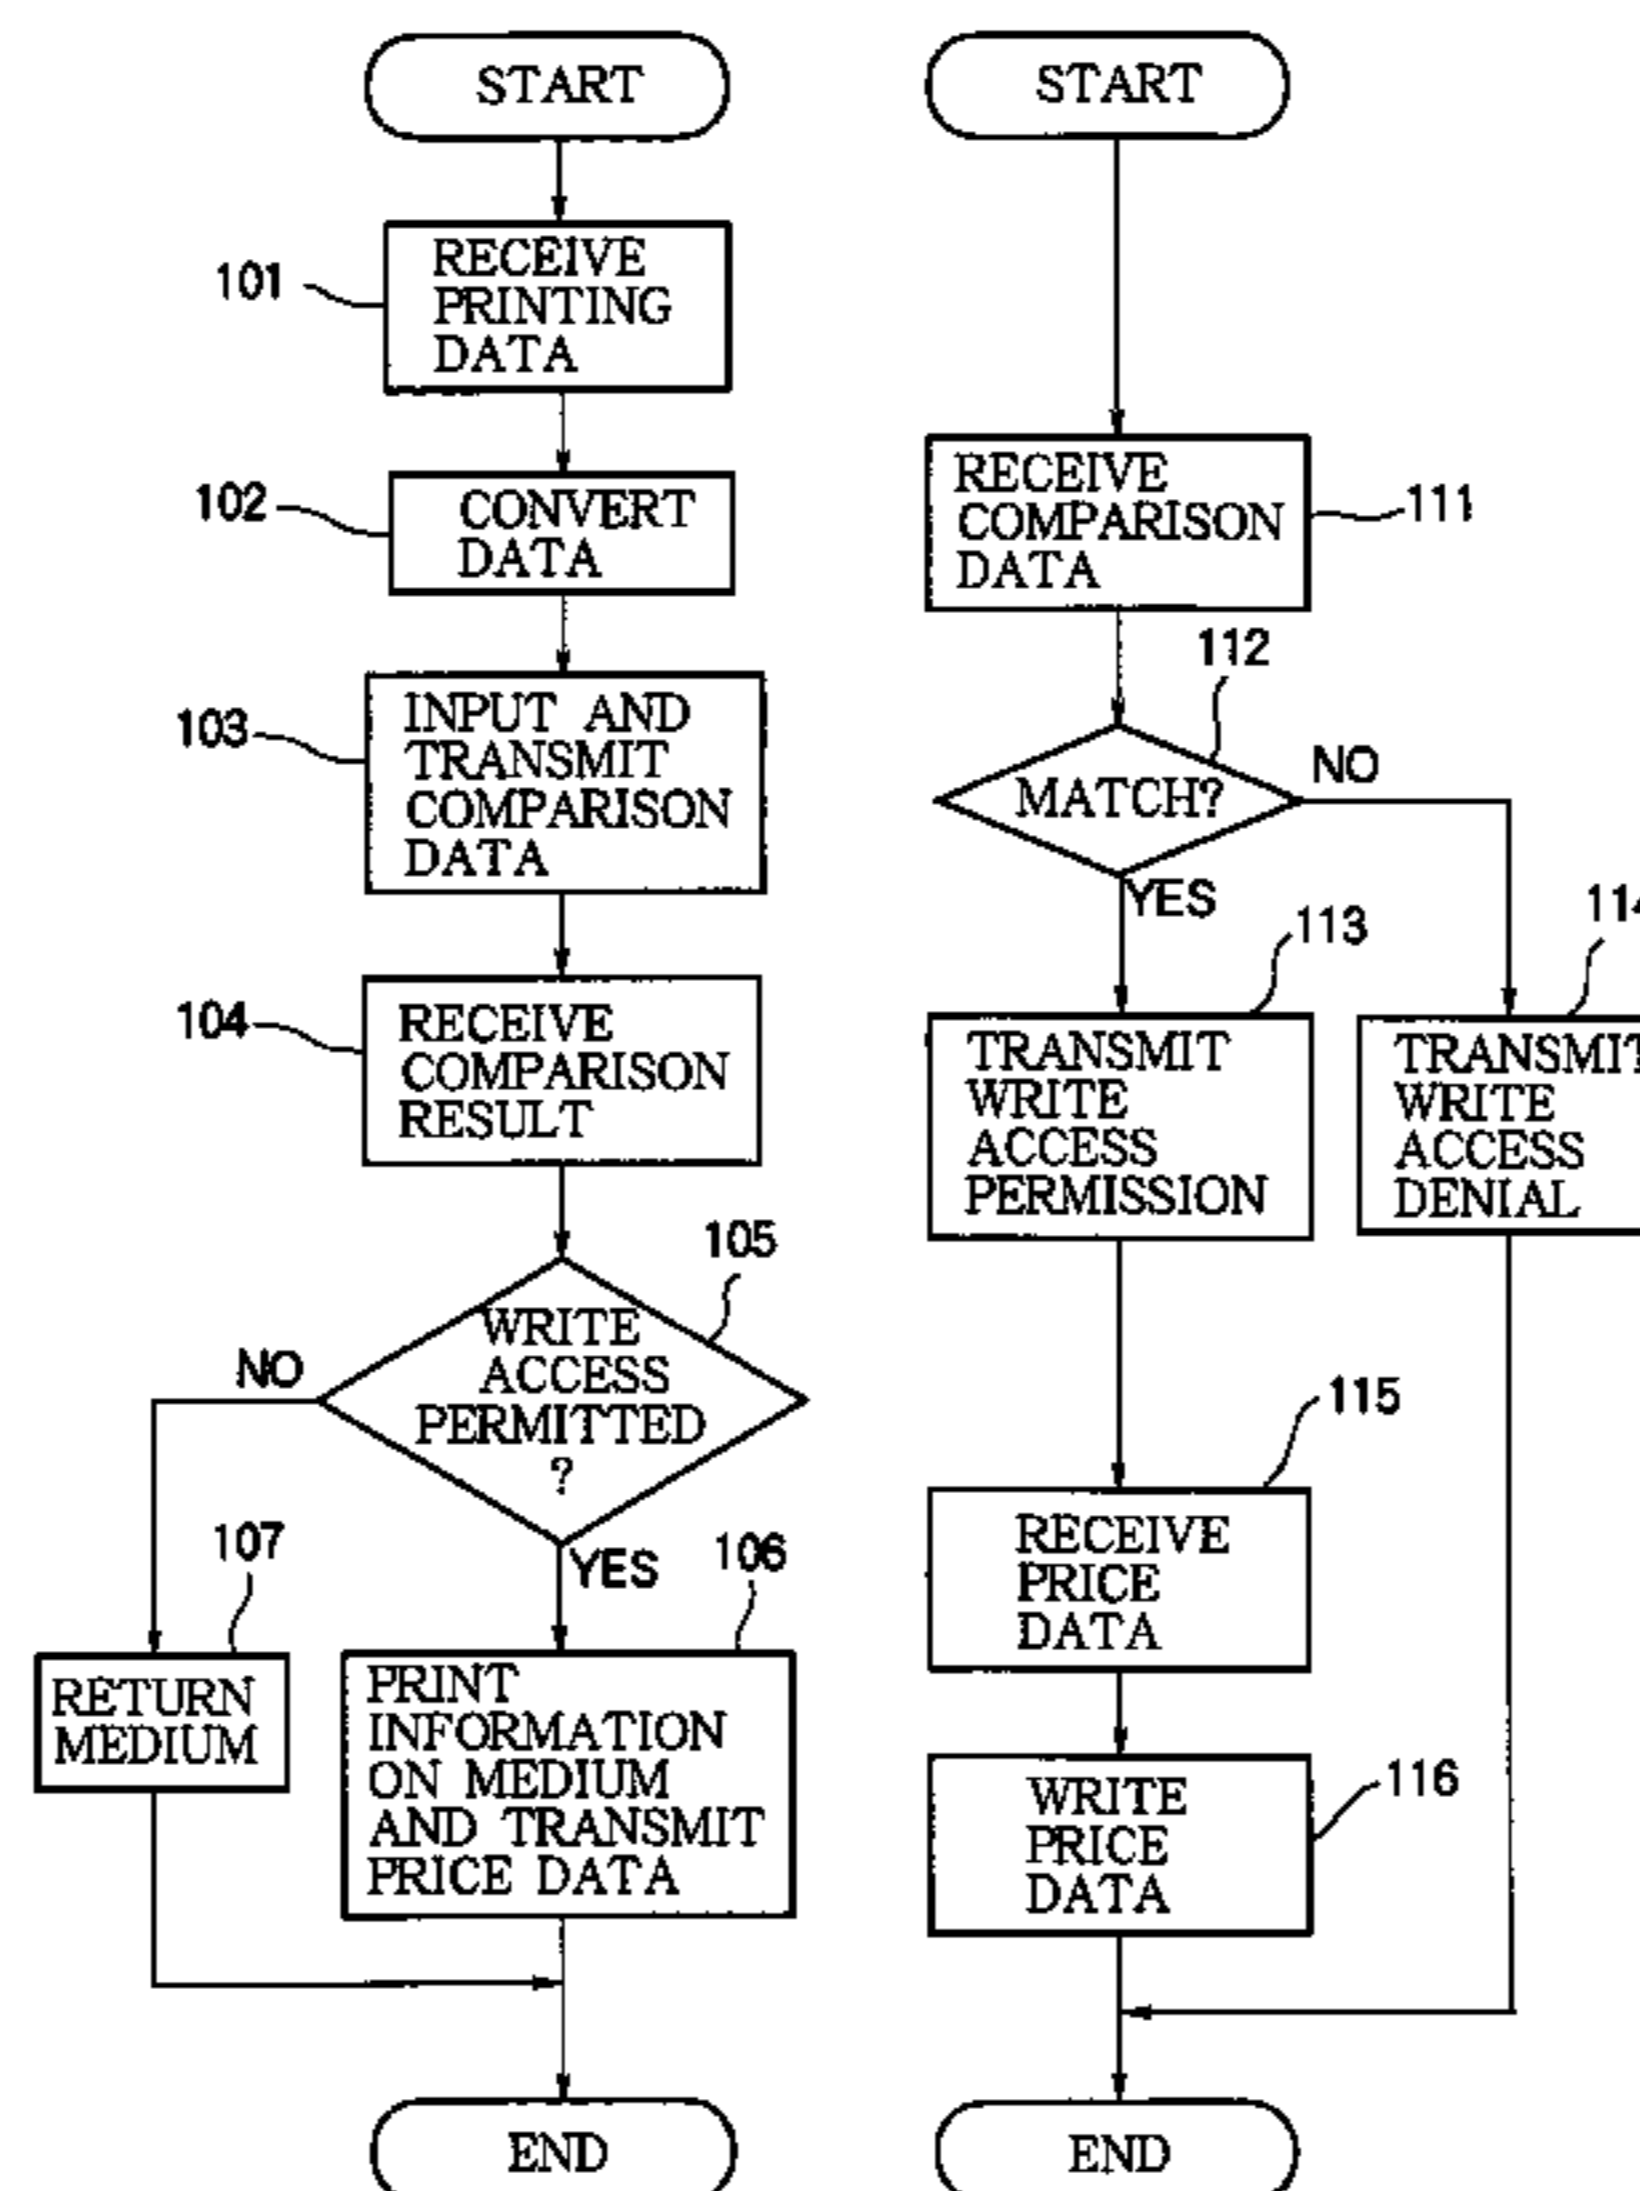 START
101
RECEIVE
PRINTING
DATA
102
CONVERT
DATA
103
INPUT AND
TRANSMIT
COMPARISON
DATA
104
RECEIVE
COMPARISON
RESULT
105
WRITE
ACCESS
PERMITTED
?
NO
YES
107
RETURN
MEDIUM
106
PRINT
INFORMATION
ON MEDIUM
AND TRANSMIT
PRICE DATA
END
START
RECEIVE
COMPARISON
DATA
111
112
MATCH?
NO
YES
113
TRANSMIT
WRITE
ACCESS
PERMISSION
114
TRANSMIT
WRITE
ACCESS
DENIAL
115
RECEIVE
PRICE
DATA
116
WRITE
PRICE
DATA
END